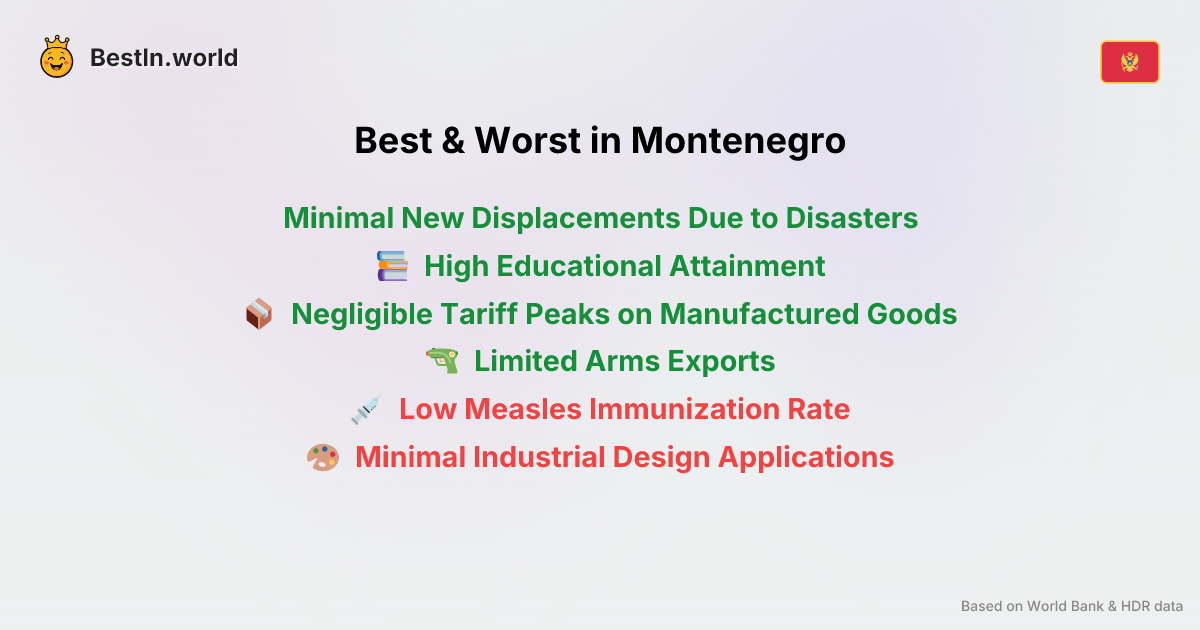 BestIn.world
Best & Worst in Montenegro
Minimal New Displacements Due to Disasters
High Educational Attainment
Negligible Tariff Peaks on Manufactured Goods
Limited Arms Exports
Low Measles Immunization Rate
Minimal Industrial Design Applications
Based on World Bank & HDR data